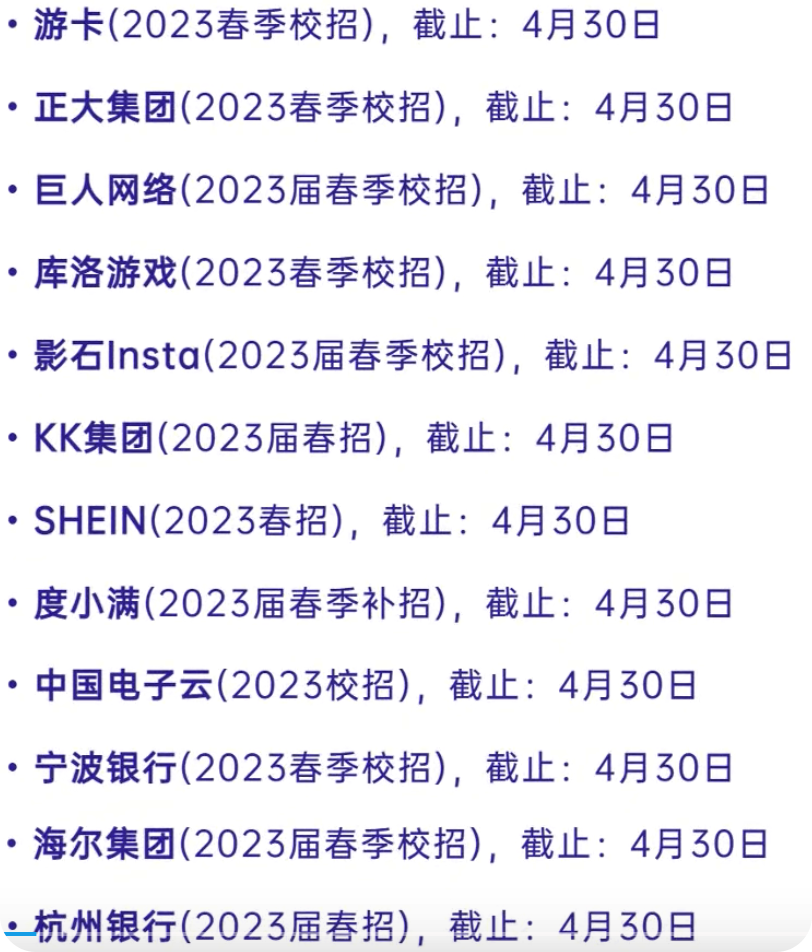 • 游卡(2023春季校招)，截止：4月30日
• 正大集团(2023春季校招)，截止：4月30日
• 巨人网络(2023届春季校招)，截止：4月30日
• 库洛游戏(2023春季校招)，截止：4月30日
• 影石Insta(2023届春季校招)，截止：4月30日
• KK集团(2023届春招)，截止：4月30日
• SHEIN(2023春招)，截止：4月30日
• 度小满(2023届春季补招)，截止：4月30日
• 中国电子云(2023校招)，截止：4月30日
• 宁波银行(2023春季校招)，截止：4月30日
• 海尔集团(2023届春季校招)，截止：4月30日
• 杭州银行(2023届春招)，截止：4月30日